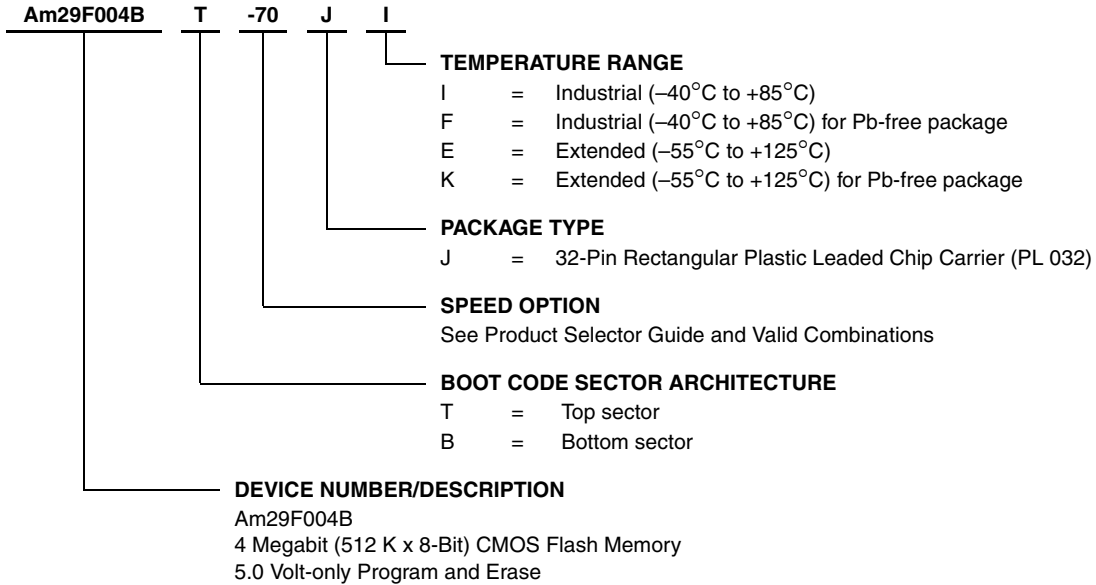 Am29F004B T -70 J I
TEMPERATURE RANGE
I = Industrial (–40°C to +85°C)
F = Industrial (–40°C to +85°C) for Pb-free package
E = Extended (–55°C to +125°C)
K = Extended (–55°C to +125°C) for Pb-free package
PACKAGE TYPE
J = 32-Pin Rectangular Plastic Leaded Chip Carrier (PL 032)
SPEED OPTION
See Product Selector Guide and Valid Combinations
BOOT CODE SECTOR ARCHITECTURE
T = Top sector
B = Bottom sector
DEVICE NUMBER/DESCRIPTION
Am29F004B
4 Megabit (512 K x 8-Bit) CMOS Flash Memory
5.0 Volt-only Program and Erase